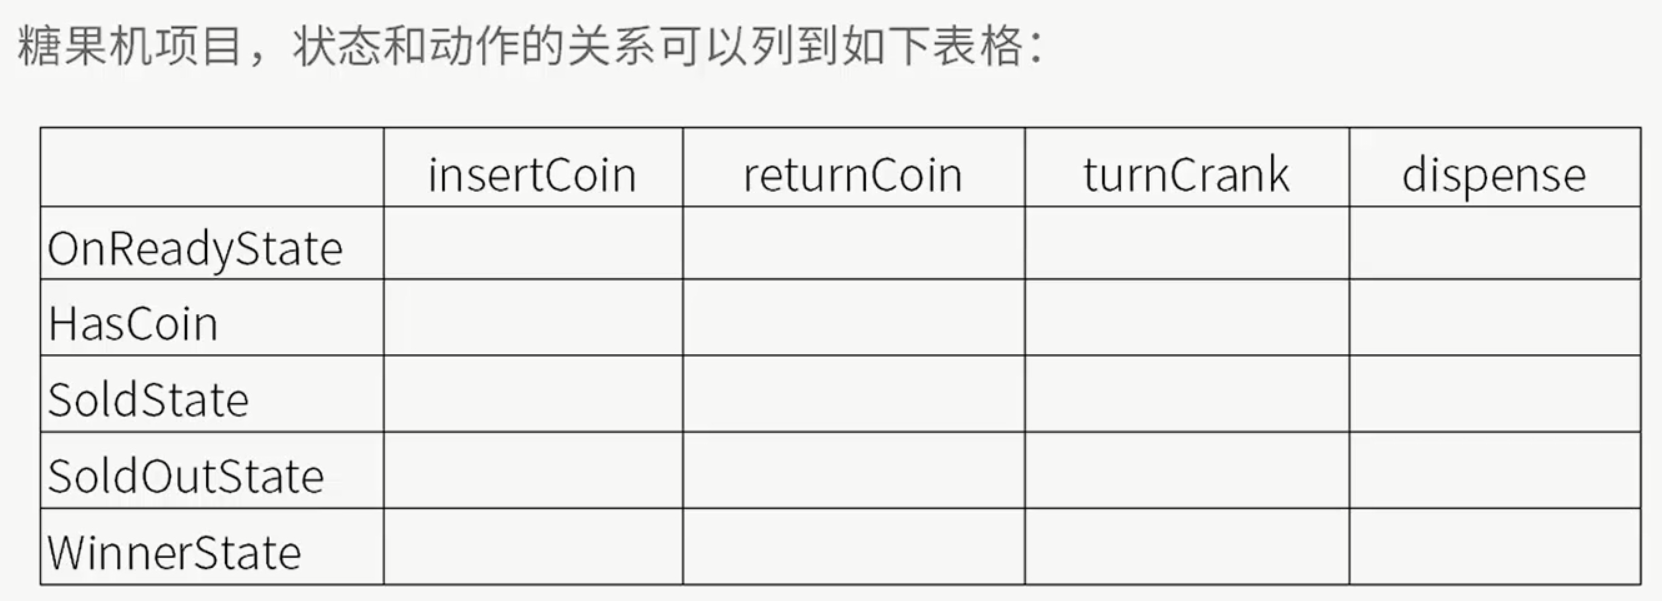 糖果机项目，状态和动作的关系可以列到如下表格：
insertCoin returnCoin turnCrank dispense
OnReadyState
HasCoin
SoldState
SoldOutState
WinnerState